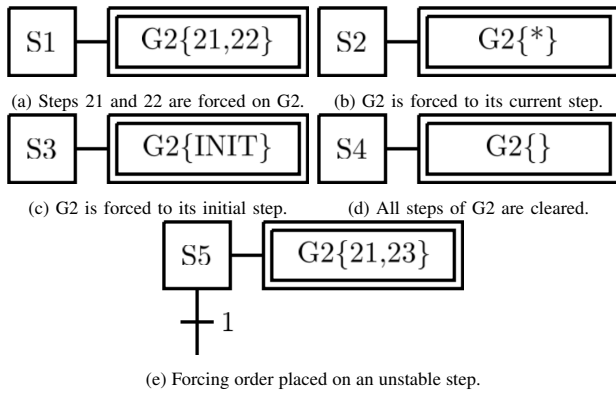 S1 G2{21,22} S2 G2{*}
(a) Steps 21 and 22 are forced on G2. (b) G2 is forced to its current step.
S3 G2{INIT} S4 G2{}
(c) G2 is forced to its initial step. (d) All steps of G2 are cleared.
S5 G2{21,23}
1
(e) Forcing order placed on an unstable step.